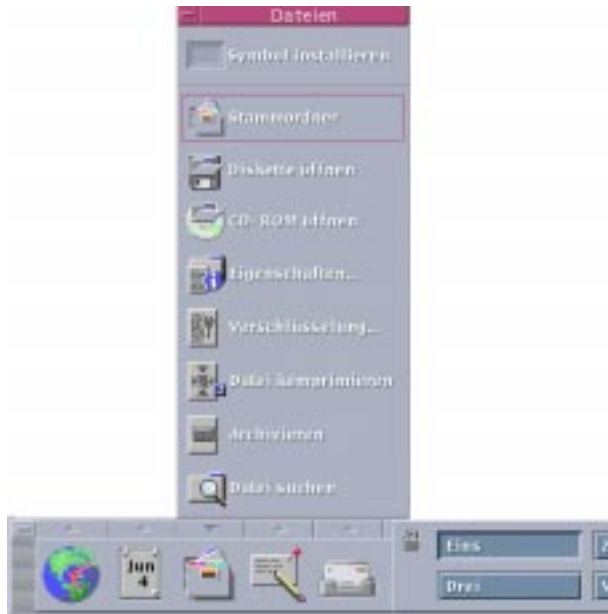 Dateien
Symbol installieren
Stammordner
Diskette öffnen
CD-ROM öffnen
Eigenschaften...
Verschlüsselung...
Datei komprimieren
Archivieren
Datei suchen
Jun
4
Eins
Drei